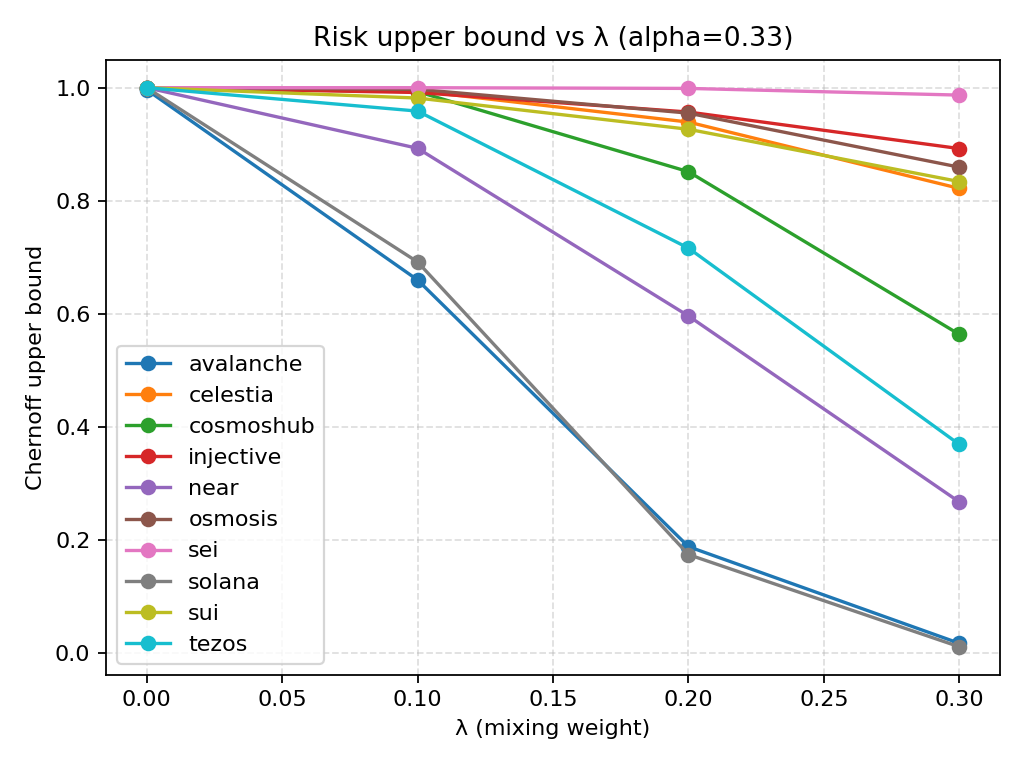 Risk upper bound vs λ (alpha=0.33)
Chernoff upper bound
1.0
0.8
0.6
0.4
0.2
0.0
avalanche
celestia
cosmoshub
injective
near
osmosis
sei
solana
sui
tezos
0.00 0.05 0.10 0.15 0.20 0.25 0.30
λ (mixing weight)